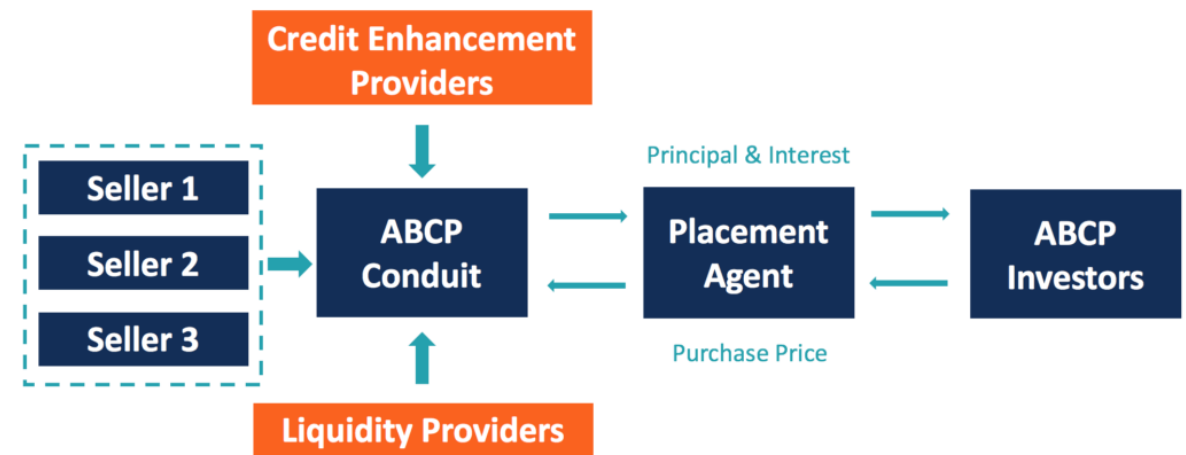 Credit Enhancement
Providers
Seller 1
Seller 2
Seller 3
ABCP
Conduit
Principal & Interest
Placement
Agent
Purchase Price
ABCP
Investors
Liquidity Providers